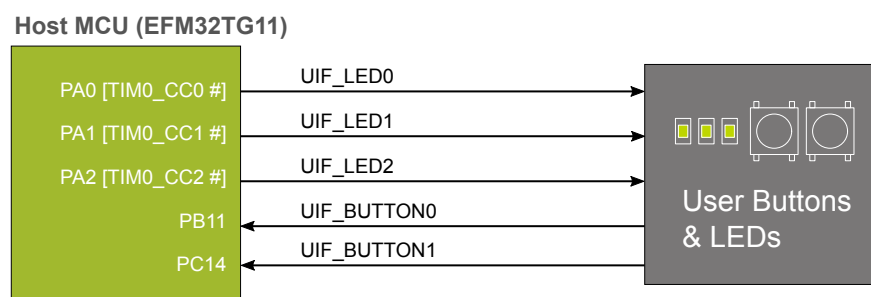 Host MCU (EFM32TG11)
PA0 [TIM0_CC0 #]
UIF_LED0
PA1 [TIM0_CC1 #]
UIF_LED1
PA2 [TIM0_CC2 #]
UIF_LED2
PB11
UIF_BUTTON0
PC14
UIF_BUTTON1
User Buttons
& LEDs